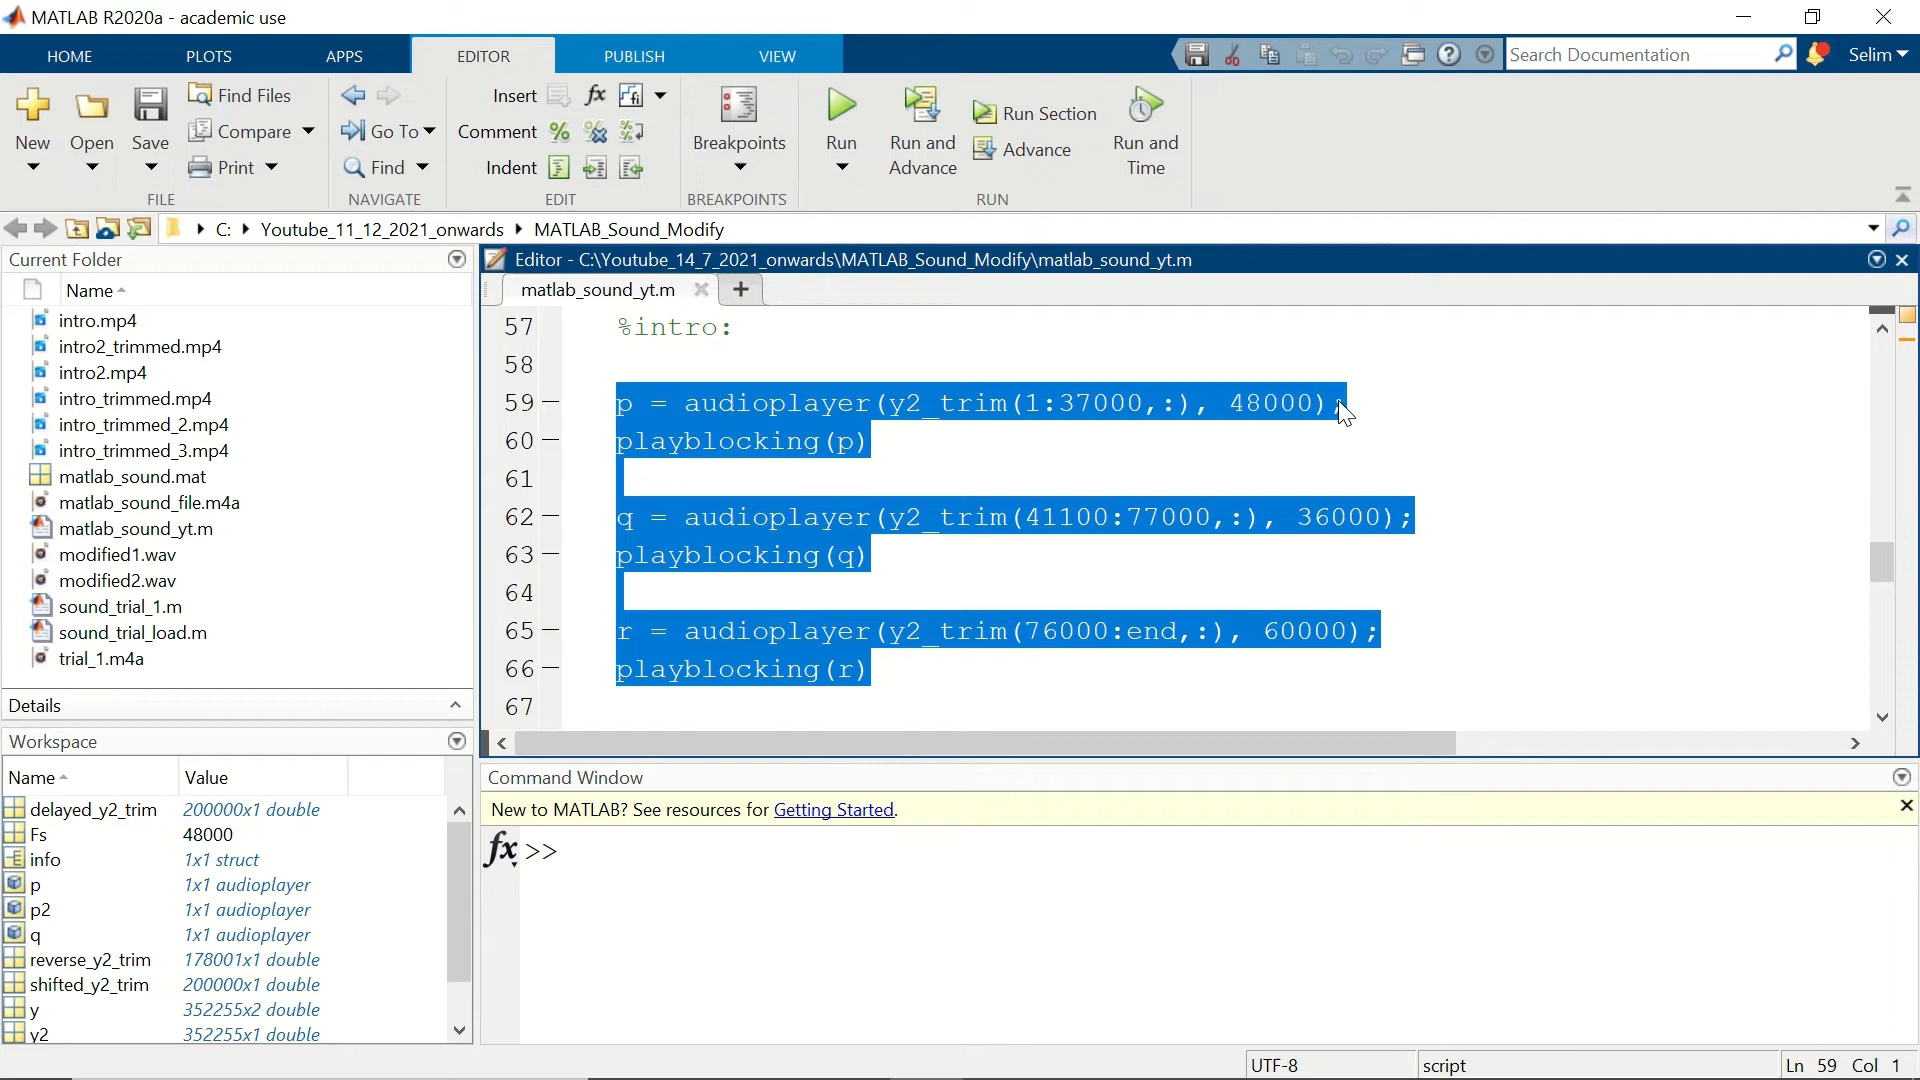 MATLAB R2020a - academic use
HOME PLOTS APPS EDITOR PUBLISH VIEW
Search Documentation
Selim
New
Open
Save
Find Files
Compare
Print
FILE
Go To
Find
NAVIGATE
Insert
Comment
Indent
EDIT
Breakpoints
BREAKPOINTS
Run
Run and Advance
Run Section
Advance
Run and Time
RUN
C: Youtube_11_12_2021_onwards MATLAB_Sound_Modify
Current Folder
Name
intro.mp4
intro2_trimmed.mp4
intro2.mp4
intro_trimmed.mp4
intro_trimmed_2.mp4
intro_trimmed_3.mp4
matlab_sound.mat
matlab_sound_file.m4a
matlab_sound_yt.m
modified1.wav
modified2.wav
sound_trial_1.m
sound_trial_load.m
trial_1.m4a
Details
Workspace
Name Value
delayed_y2_trim 200000x1 double
Fs 48000
info 1x1 struct
p 1x1 audioplayer
p2 1x1 audioplayer
q 1x1 audioplayer
reverse_y2_trim 178001x1 double
shifted_y2_trim 200000x1 double
y 352255x2 double
y2 352255x1 double
Editor - C:\Youtube_14_7_2021_onwards\MATLAB_Sound_Modify\matlab_sound_yt.m
matlab_sound_yt.m
57 %intro:
58
59 p = audioplayer(y2_trim(1:37000,:), 48000);
60 playblocking(p)
61
62 q = audioplayer(y2_trim(41100:77000,:), 36000);
63 playblocking(q)
64
65 r = audioplayer(y2_trim(76000:end,:), 60000);
66 playblocking(r)
67
Command Window
New to MATLAB? See resources for Getting Started.
fx >>
UTF-8 script Ln 59 Col 1